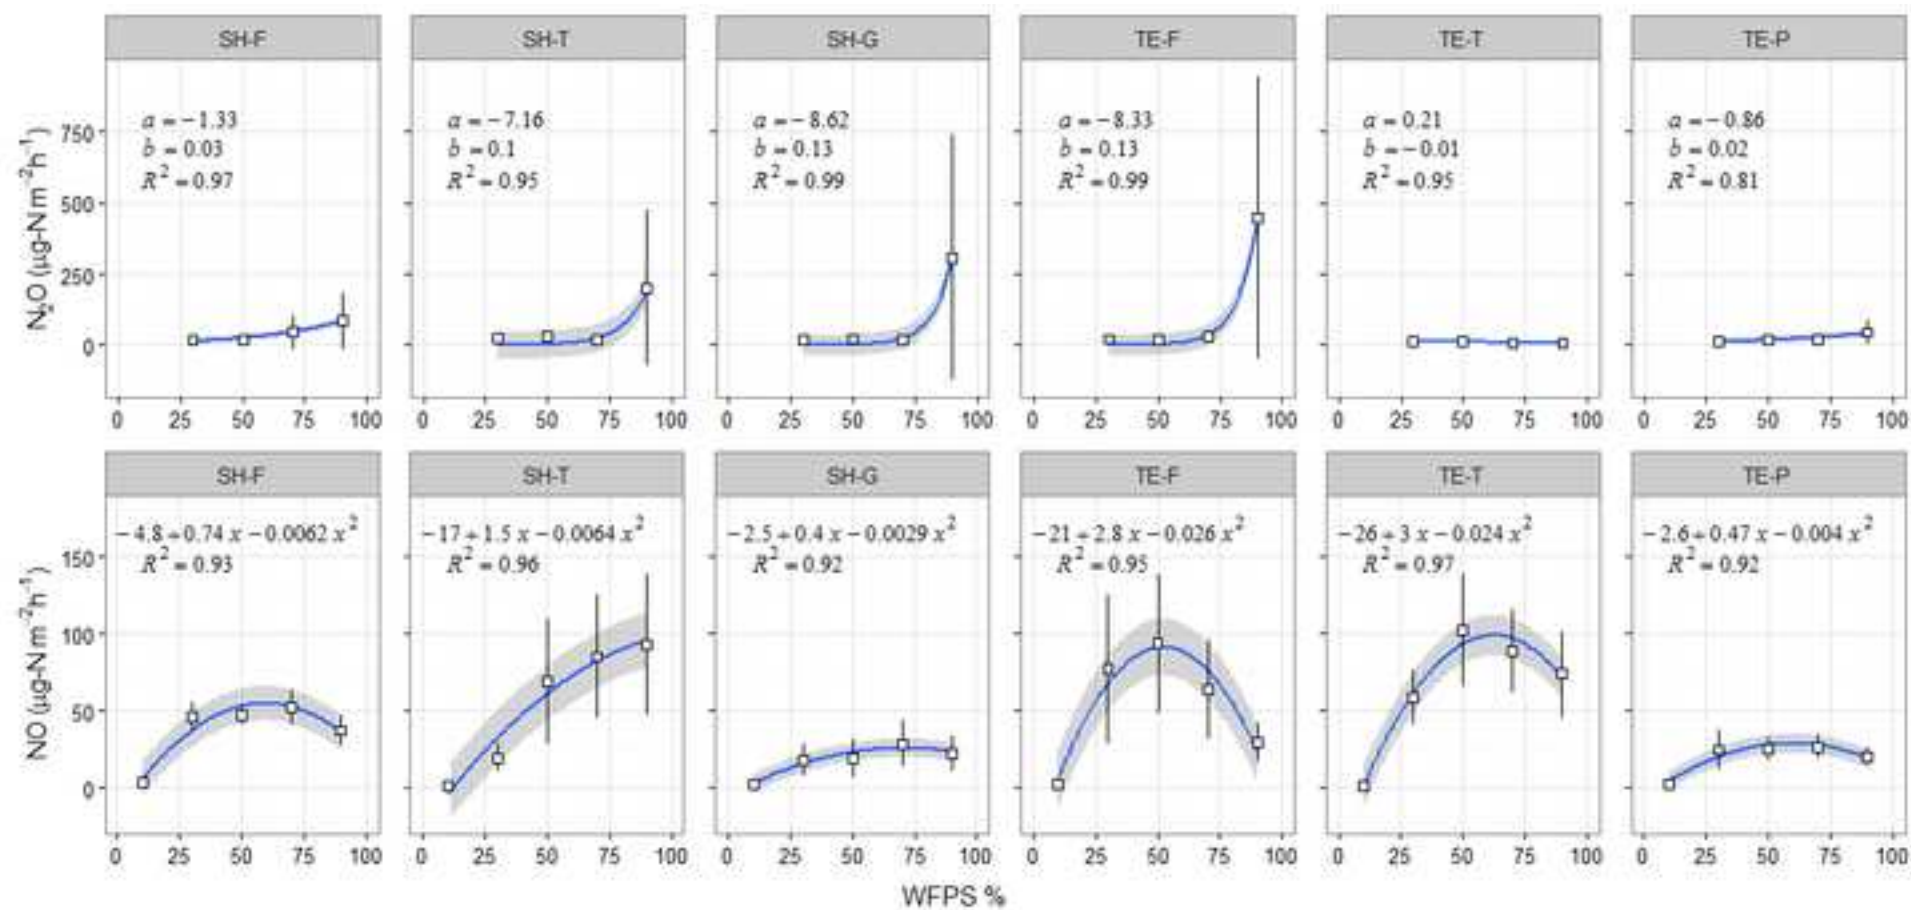 SH-F SH-T SH-G TE-F TE-T TE-P
a = −1.33 a = −7.16 a = −8.62 a = −8.33 a = 0.21 a = −0.86
b = 0.03 b = 0.1 b = 0.13 b = 0.13 b = −0.01 b = 0.02
R² = 0.97 R² = 0.95 R² = 0.99 R² = 0.99 R² = 0.95 R² = 0.81
N₂O (µg-N m⁻²h⁻¹)
750
500
250
0
0 25 50 75 100 0 25 50 75 100 0 25 50 75 100 0 25 50 75 100 0 25 50 75 100 0 25 50 75 100
SH-F SH-T SH-G TE-F TE-T TE-P
−4.8 + 0.74 x − 0.0062 x² −17 + 1.5 x − 0.0064 x² −2.5 + 0.4 x − 0.0029 x² −21 + 2.8 x − 0.026 x² −26 + 3 x − 0.024 x² −2.6 + 0.47 x − 0.004 x²
R² = 0.93 R² = 0.96 R² = 0.92 R² = 0.95 R² = 0.97 R² = 0.92
NO (µg-N m⁻²h⁻¹)
150
100
50
0
0 25 50 75 100 0 25 50 75 100 0 25 50 75 100 0 25 50 75 100 0 25 50 75 100 0 25 50 75 100
WFPS %